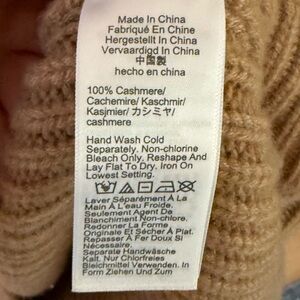 Made In China
Fabriqué En Chine
Hergestellt In China
Vervaardigd In China
中国製
hecho en china
100% Cashmere/
Cachemire/ Kaschmir/
Kasjmier/ カシミヤ/
cashmere
Hand Wash Cold
Separately. Non-chlorine
Bleach Only. Reshape And
Lay Flat To Dry. Iron On
Lowest Setting.
Laver Séparément À La
Main À L'eau Froide.
Seulement Agent De
Blanchiment Non-chlore.
Redonner La Forme
Originale Et Sécher À Plat.
Repasser À Fer Doux Si
Nécessaire.
Separate Handwäsche
Kalt. Nur Chlorfreies
Bleichmittel Verwenden. In
Form Ziehen Und Zum